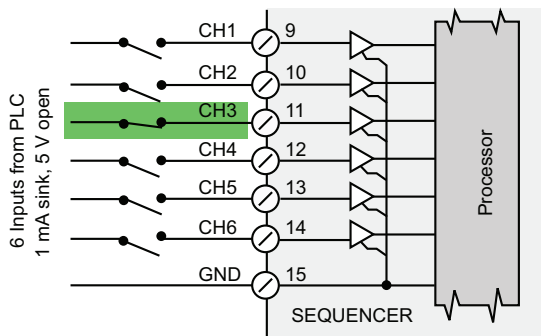 CH1 9
CH2 10
CH3 11
CH4 12
CH5 13
CH6 14
GND 15
6 Inputs from PLC
1 mA sink, 5 V open
Processor
SEQUENCER